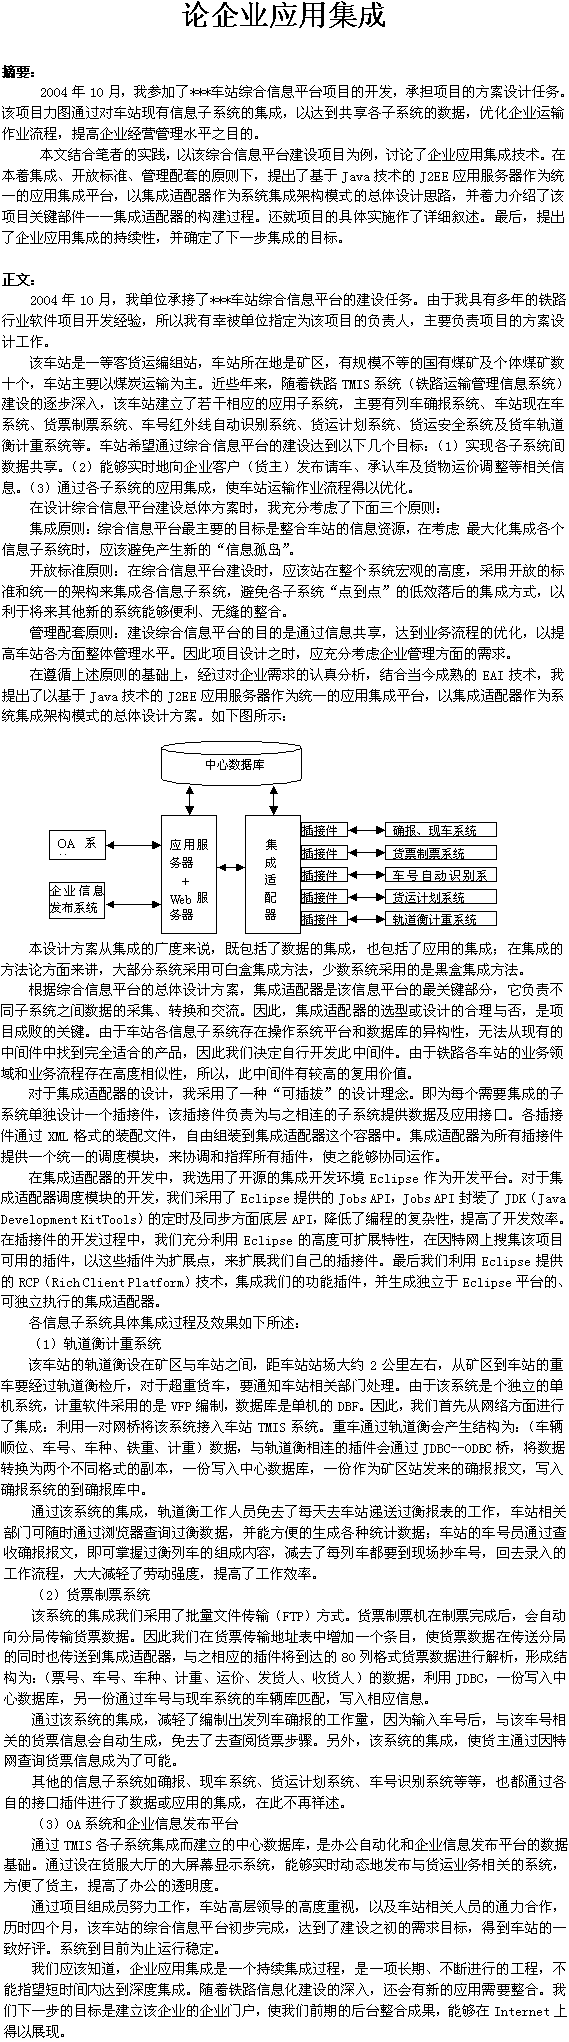 论企业应用集成
摘要：
2004年10月，我参加了***车站综合信息平台项目的开发，承担项目的方案设计任务。
该项目力图通过对车站现有信息子系统的集成，以达到共享各子系统的数据，优化企业运输
作业流程，提高企业经营管理水平之目的。
本文结合笔者的实践，以该综合信息平台建设项目为例，讨论了企业应用集成技术。在
本着集成、开放标准、管理配套的原则下，提出了基于Java技术的J2EE应用服务器作为统
一的应用集成平台，以集成适配器作为系统集成架构模式的总体设计思路，并着力介绍了该
项目关键部件——集成适配器的构建过程。还就项目的具体实施作了详细叙述。最后，提出
了企业应用集成的持续性，并确定了下一步集成的目标。
正文：
2004年10月，我单位承接了***车站综合信息平台的建设任务。由于我具有多年的铁路
行业软件项目开发经验，所以我有幸被单位指定为该项目的负责人，主要负责项目的方案设
计工作。
该车站是一等客货运编组站，车站所在地是矿区，有规模不等的国有煤矿及个体煤矿数
十个，车站主要以煤炭运输为主。近些年来，随着铁路TMIS系统（铁路运输管理信息系统）
建设的逐步深入，该车站建立了若干相应的应用子系统，主要有列车确报系统、车站现在车
系统、货票制票系统、车号红外线自动识别系统、货运计划系统、货运安全系统及货车轨道
衡计重系统等。车站希望通过综合信息平台的建设达到以下几个目标：（1）实现各子系统间
数据共享。（2）能够实时地向企业客户（货主）发布请车、承认车及货物运价调整等相关信
息。（3）通过各子系统的应用集成，使车站运输作业流程得以优化。
在设计综合信息平台建设总体方案时，我充分考虑了下面三个原则：
集成原则：综合信息平台最主要的目标是整合车站的信息资源，在考虑 最大化集成各个
信息子系统时，应该避免产生新的“信息孤岛”。
开放标准原则：在综合信息平台建设时，应该站在整个系统宏观的高度，采用开放的标
准和统一的架构来集成各信息子系统，避免各子系统“点到点”的低效落后的集成方式，以
利于将来其他新的系统能够便利、无缝的整合。
管理配套原则：建设综合信息平台的目的是通过信息共享，达到业务流程的优化，以提
高车站各方面整体管理水平。因此项目设计之时，应充分考虑企业管理方面的需求。
在遵循上述原则的基础上，经过对企业需求的认真分析，结合当今成熟的EAI技术，我
提出了以基于Java技术的J2EE应用服务器作为统一的应用集成平台，以集成适配器作为系
统集成架构模式的总体设计方案。如下图所示：
中心数据库
OA 系
企业信息
发布系统
应用服
务器
+
Web服
务器
集
成
适
配
器
插接件
确报、现车系统
插接件
货票制票系统
插接件
车号自动识别系
插接件
货运计划系统
插接件
轨道衡计重系统
本设计方案从集成的广度来说，既包括了数据的集成，也包括了应用的集成；在集成的
方法论方面来讲，大部分系统采用可白盒集成方法，少数系统采用的是黑盒集成方法。
根据综合信息平台的总体设计方案，集成适配器是该信息平台的最关键部分，它负责不
同子系统之间数据的采集、转换和交流。因此，集成适配器的选型或设计的合理与否，是项
目成败的关键。由于车站各信息子系统存在操作系统平台和数据库的异构性，无法从现有的
中间件中找到完全适合的产品，因此我们决定自行开发此中间件。由于铁路各车站的业务领
域和业务流程存在高度相似性，所以，此中间件有较高的复用价值。
对于集成适配器的设计，我采用了一种“可插拔”的设计理念。即为每个需要集成的子
系统单独设计一个插接件，该插接件负责为与之相连的子系统提供数据及应用接口。各插接
件通过XML格式的装配文件，自由组装到集成适配器这个容器中。集成适配器为所有插接件
提供一个统一的调度模块，来协调和指挥所有插件，使之能够协同运作。
在集成适配器的开发中，我选用了开源的集成开发环境Eclipse作为开发平台。对于集
成适配器调度模块的开发，我们采用了Eclipse提供的Jobs API，Jobs API封装了JDK（Java
Development KitTools）的定时及同步方面底层API，降低了编程的复杂性，提高了开发效率。
在插接件的开发过程中，我们充分利用Eclipse的高度可扩展特性，在因特网上搜集该项目
可用的插件，以这些插件为扩展点，来扩展我们自己的插接件。最后我们利用Eclipse提供
的RCP（Rich Client Platform）技术，集成我们的功能插件，并生成独立于Eclipse平台的、
可独立执行的集成适配器。
各信息子系统具体集成过程及效果如下所述：
（1）轨道衡计重系统
该车站的轨道衡设在矿区与车站之间，距车站站场大约2公里左右，从矿区到车站的重
车要经过轨道衡检斤，对于超重货车，要通知车站相关部门处理。由于该系统是个独立的单
机系统，计重软件采用的是VFP编制，数据库是单机的DBF。因此，我们首先从网络方面进行
了集成：利用一对网桥将该系统接入车站TMIS系统。重车通过轨道衡会产生结构为：（车辆
顺位、车号、车种、铁重、计重）数据，与轨道衡相连的插件会通过JDBC--ODBC桥，将数据
转换为两个不同格式的副本，一份写入中心数据库，一份作为矿区站发来的确报报文，写入
确报系统的到确报库中。
通过该系统的集成，轨道衡工作人员免去了每天去车站递送过衡报表的工作，车站相关
部门可随时通过浏览器查询过衡数据，并能方便的生成各种统计数据；车站的车号员通过查
收确报报文，即可掌握过衡列车的组成内容，减去了每列车都要到现场抄车号，回去录入的
工作流程，大大减轻了劳动强度，提高了工作效率。
（2）货票制票系统
该系统的集成我们采用了批量文件传输（FTP）方式。货票制票机在制票完成后，会自动
向分局传输货票数据。因此我们在货票传输地址表中增加一个条目，使货票数据在传送分局
的同时也传送到集成适配器，与之相应的插件将到达的80列格式货票数据进行解析，形成结
构为：（票号、车号、车种、计重、运价、发货人、收货人）的数据，利用JDBC，一份写入中
心数据库，另一份通过车号与现车系统的车辆库匹配，写入相应信息。
通过该系统的集成，减轻了编制出发列车确报的工作量，因为输入车号后，与该车号相
关的货票信息会自动生成，免去了去查阅货票步骤。另外，该系统的集成，使货主通过因特
网查询货票信息成为了可能。
其他的信息子系统如确报、现车系统、货运计划系统、车号识别系统等等，也都通过各
自的接口插件进行了数据或应用的集成，在此不再祥述。
（3）OA系统和企业信息发布平台
通过TMIS各子系统集成而建立的中心数据库，是办公自动化和企业信息发布平台的数据
基础。通过设在货服大厅的大屏幕显示系统，能够实时动态地发布与货运业务相关的系统，
方便了货主，提高了办公的透明度。
通过项目组成员努力工作，车站高层领导的高度重视，以及车站相关人员的通力合作，
历时四个月，该车站的综合信息平台初步完成，达到了建设之初的需求目标，得到车站的一
致好评。系统到目前为止运行稳定。
我们应该知道，企业应用集成是一个持续集成过程，是一项长期、不断进行的工程，不
能指望短时间内达到深度集成。随着铁路信息化建设的深入，还会有新的应用需要整合。我
们下一步的目标是建立该企业的企业门户，使我们前期的后台整合成果，能够在Internet上
得以展现。